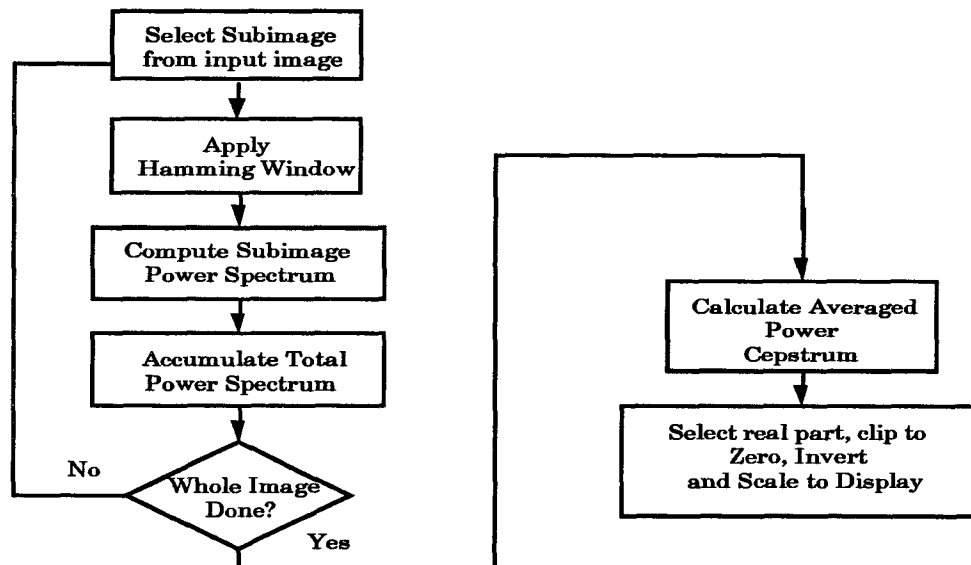 Select Subimage
from input image
Apply
Hamming Window
Compute Subimage
Power Spectrum
Accumulate Total
Power Spectrum
No
Whole Image
Done?
Yes
Calculate Averaged
Power
Cepstrum
Select real part, clip to
Zero, Invert
and Scale to Display